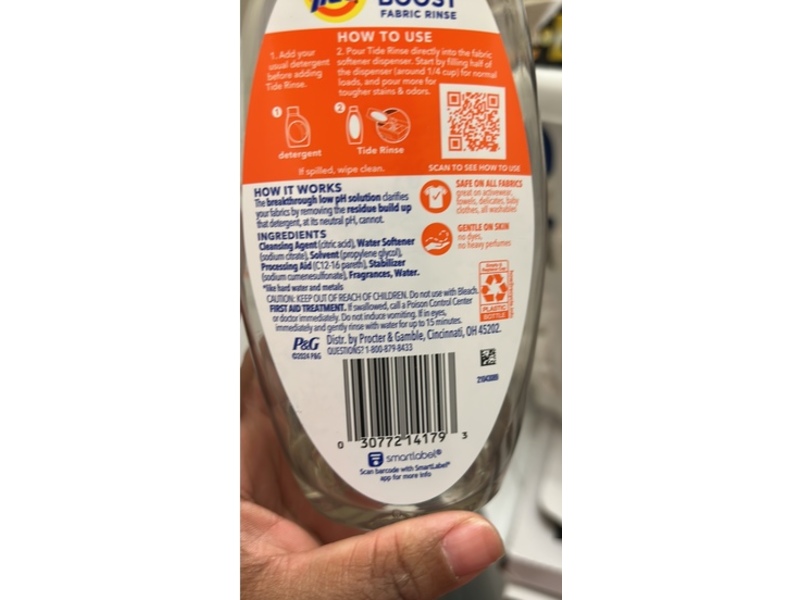 BOOST
FABRIC RINSE
HOW TO USE
1. Add your
usual detergent
before adding
Tide Rinse.
2. Pour Tide Rinse directly into the fabric
softener dispenser. Start by filling half of
the dispenser (around 1/4 cup) for normal
loads, and pour more for
tougher stains & odors.
1
2
detergent
Tide Rinse
If spilled, wipe clean.
SCAN TO SEE HOW TO USE
HOW IT WORKS
The breakthrough low pH solution clarifies
your fabrics by removing the residue build up
that detergent, at its neutral pH, cannot.
INGREDIENTS
Cleansing Agent (citric acid), Water Softener
(sodium citrate), Solvent (propylene glycol),
Processing Aid (C12-16 pareth), Stabilizer
(sodium cumenesulfonate), Fragrances, Water.
*like hard water and metals
SAFE ON ALL FABRICS
great on activewear,
towels, delicates, baby
clothes, all washables
GENTLE ON SKIN
no dyes,
no heavy perfumes
CAUTION: KEEP OUT OF REACH OF CHILDREN. Do not use with Bleach.
FIRST AID TREATMENT. If swallowed, call a Poison Control Center
or doctor immediately. Do not induce vomiting. If in eyes,
immediately and gently rinse with water for up to 15 minutes.
PLASTIC
BOTTLE
P&G
©2024 P&G
Distr. by Procter & Gamble, Cincinnati, OH 45202.
QUESTIONS? 1-800-879-8433
0 3077214179 3
smartlabel®
Scan barcode with SmartLabel®
app for more info